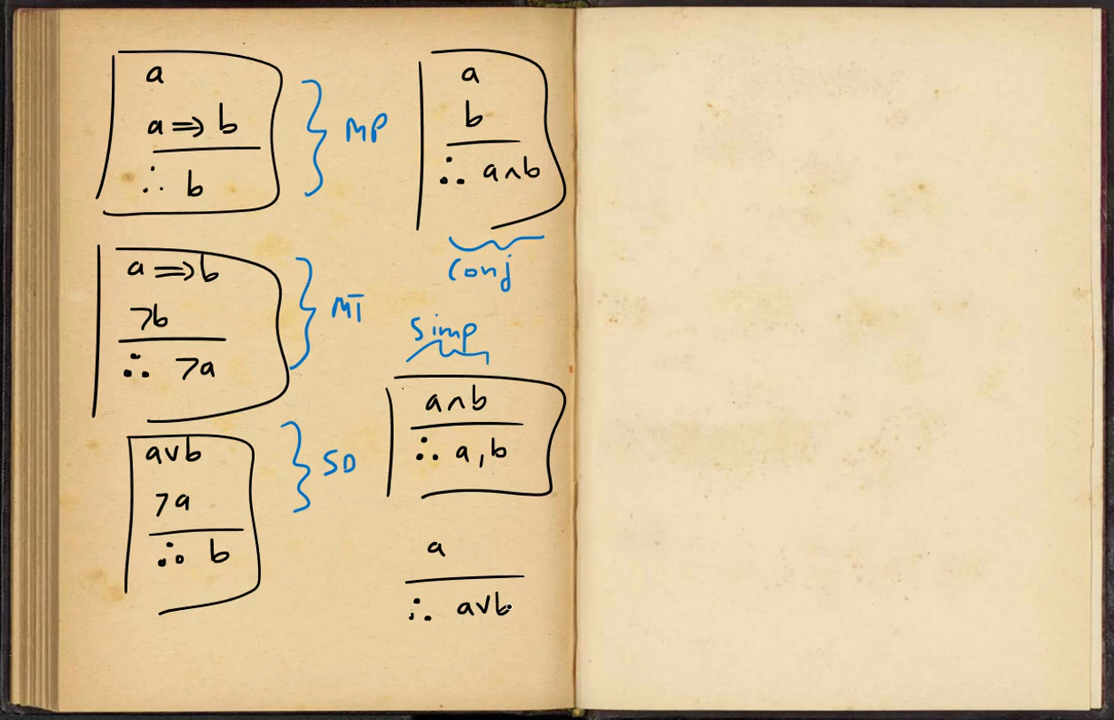 a
a ⇒ b
∴ b
MP
a ⇒ b
¬b
∴ ¬a
MT
a∨b
¬a
∴ b
SD
a
b
∴ a∧b
Conj
Simp
a∧b
∴ a,b
a
∴ a∨b